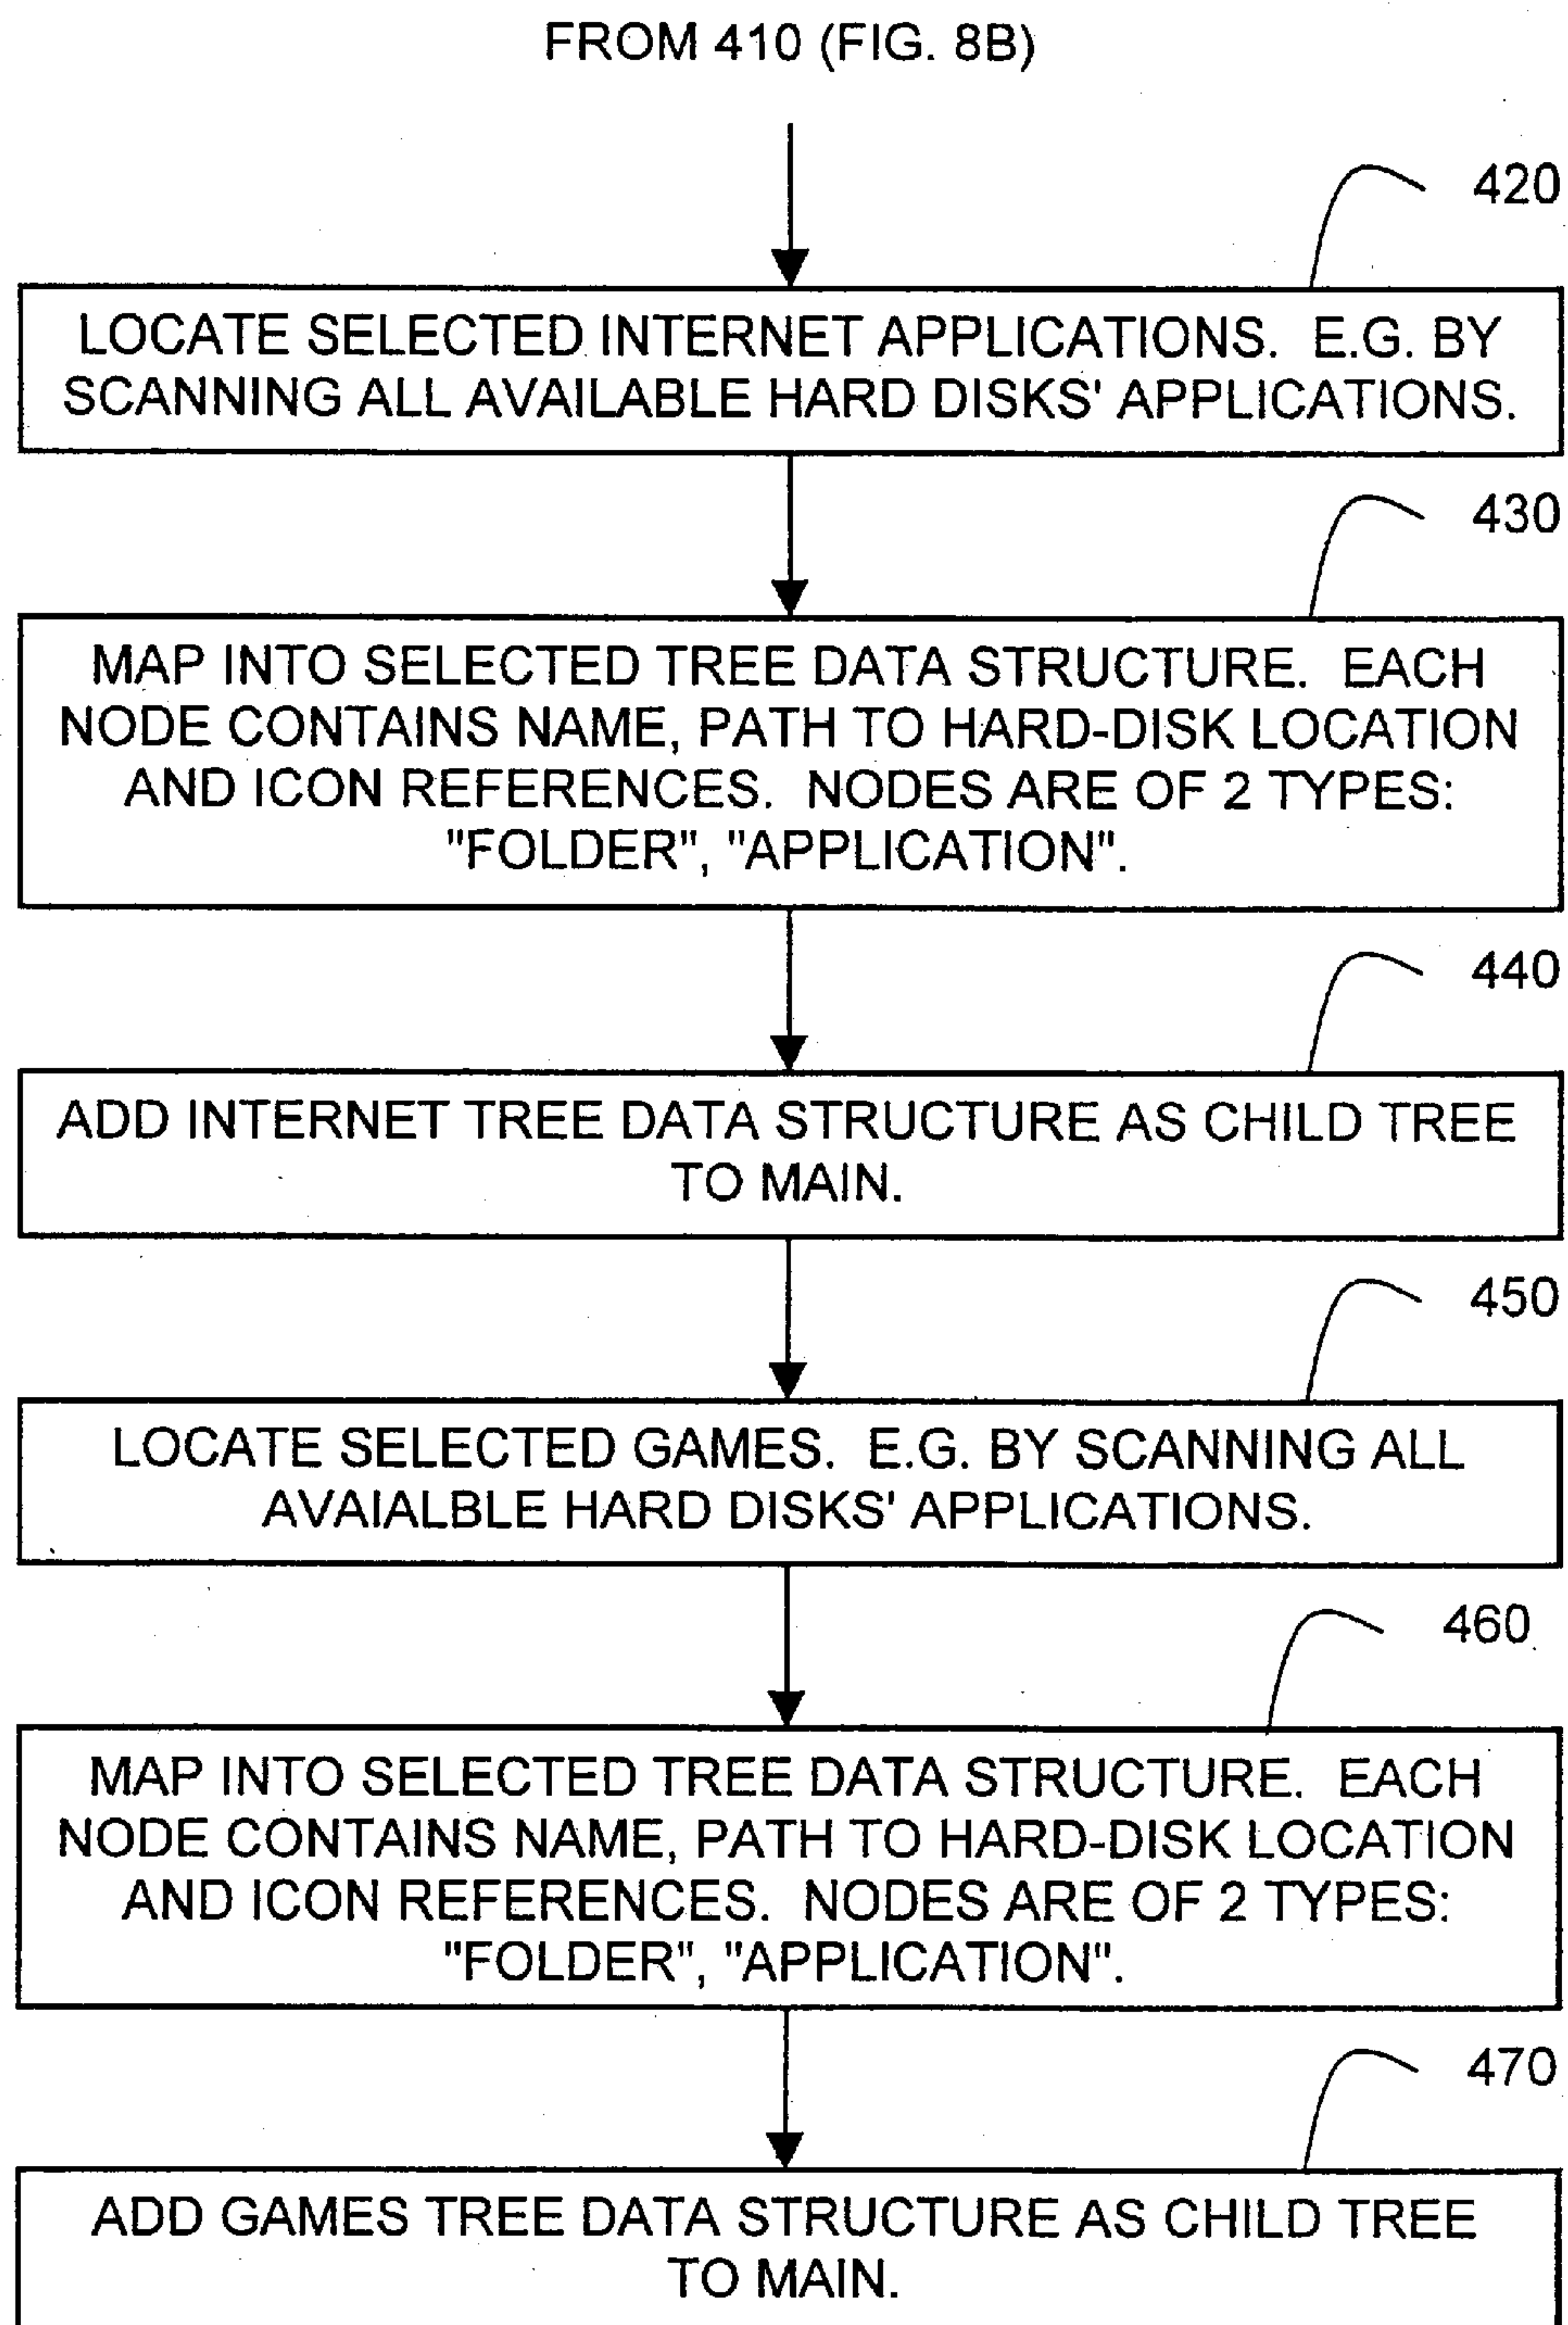 FROM 410 (FIG. 8B)
420
LOCATE SELECTED INTERNET APPLICATIONS. E.G. BY
SCANNING ALL AVAILABLE HARD DISKS' APPLICATIONS.
430
MAP INTO SELECTED TREE DATA STRUCTURE. EACH
NODE CONTAINS NAME, PATH TO HARD-DISK LOCATION
AND ICON REFERENCES. NODES ARE OF 2 TYPES:
"FOLDER", "APPLICATION".
440
ADD INTERNET TREE DATA STRUCTURE AS CHILD TREE
TO MAIN.
450
LOCATE SELECTED GAMES. E.G. BY SCANNING ALL
AVAIALBLE HARD DISKS' APPLICATIONS.
460
MAP INTO SELECTED TREE DATA STRUCTURE. EACH
NODE CONTAINS NAME, PATH TO HARD-DISK LOCATION
AND ICON REFERENCES. NODES ARE OF 2 TYPES:
"FOLDER", "APPLICATION".
470
ADD GAMES TREE DATA STRUCTURE AS CHILD TREE
TO MAIN.